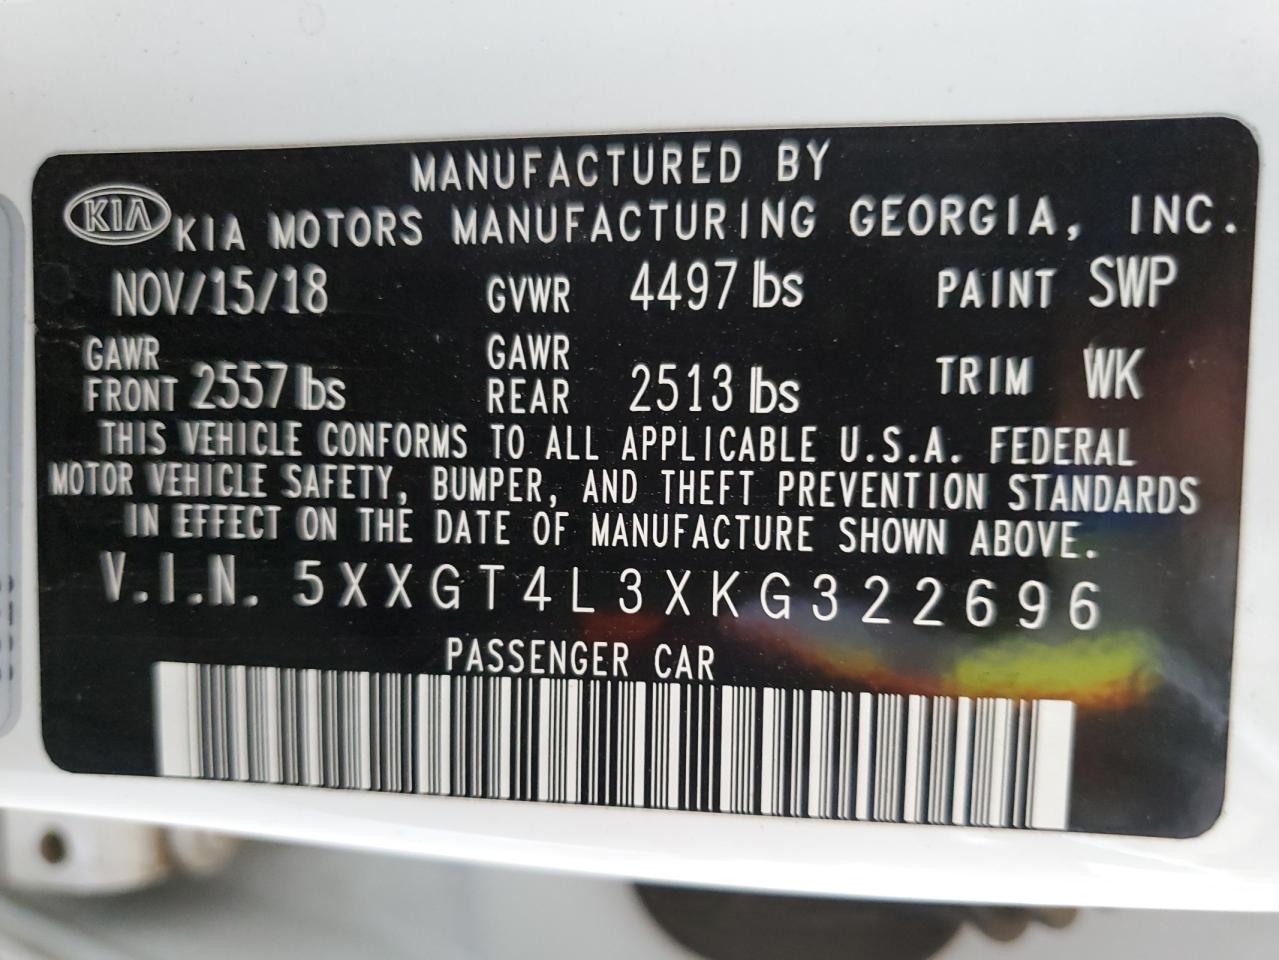 MANUFACTURED BY
KIA KIA MOTORS MANUFACTURING GEORGIA, INC.
NOV/15/18 GVWR 4497 lbs PAINT SWP
GAWR FRONT 2557 lbs GAWR REAR 2513 lbs TRIM WK
THIS VEHICLE CONFORMS TO ALL APPLICABLE U.S.A. FEDERAL
MOTOR VEHICLE SAFETY, BUMPER, AND THEFT PREVENTION STANDARDS
IN EFFECT ON THE DATE OF MANUFACTURE SHOWN ABOVE.
V.I.N. 5XXGT4L3XKG322696
PASSENGER CAR